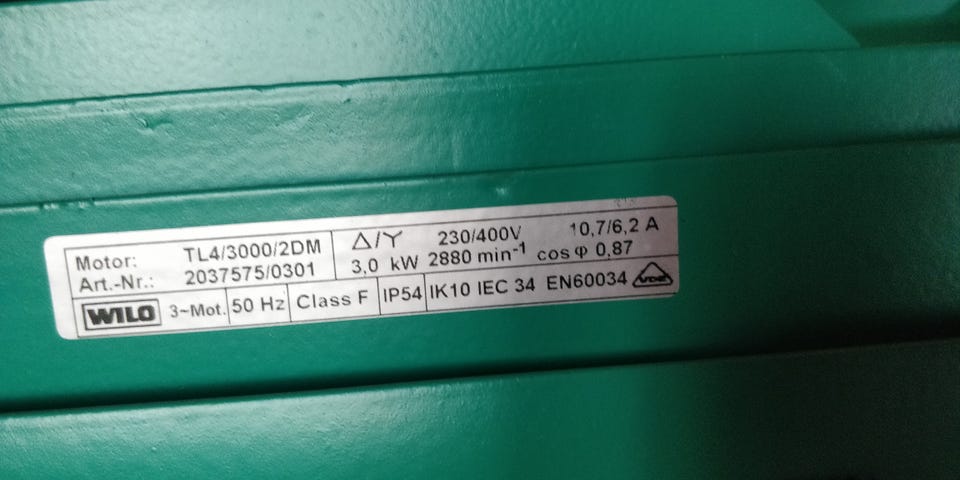 Motor: TL4/3000/2DM
Art.-Nr.: 2037575/0301
Δ/Y 230/400V 10,7/6,2 A
3,0 kW 2880 min⁻¹ cos φ 0,87
WILO 3~Mot. 50 Hz Class F IP54 IK10 IEC 34 EN60034 VDE